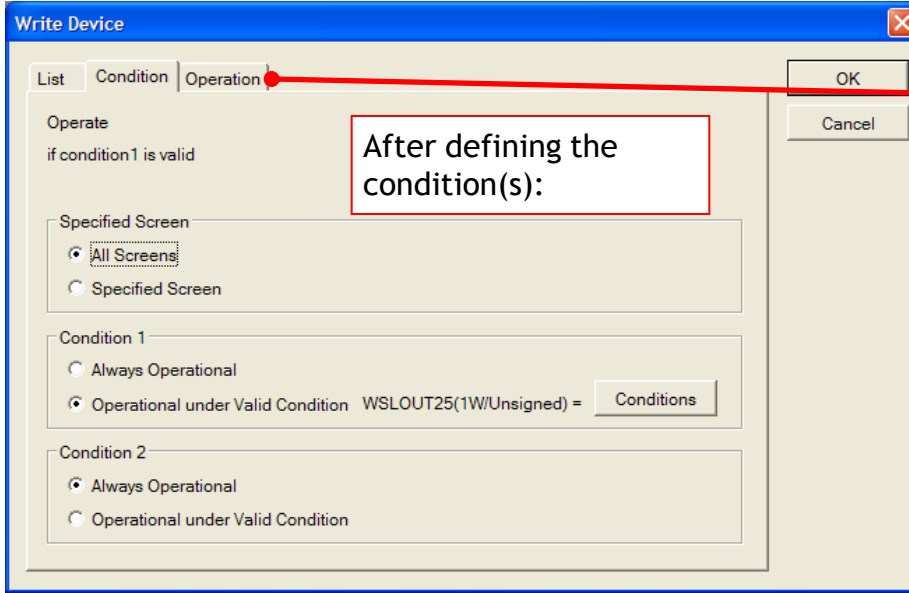 Write Device
List Condition Operation
OK
Cancel
Operate
if condition1 is valid
After defining the
condition(s):
Specified Screen
All Screens
Specified Screen
Condition 1
Always Operational
Operational under Valid Condition WSLOUT25(1W/Unsigned) = Conditions
Condition 2
Always Operational
Operational under Valid Condition